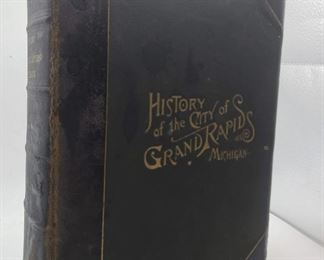 HISTORY
of the CITY of
GRAND RAPIDS
MICHIGAN